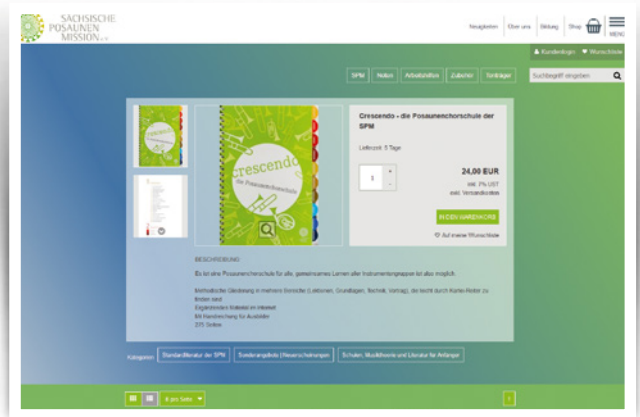 SÄCHSISCHE
POSAUNEN
MISSION e.V.
Neuigkeiten Über uns Bildung Shop MENÜ
Kundenlogin Wunschliste
SPM Noten Arbeitshilfen Zubehör Tonträger
Suchbegriff eingeben
crescendo
die Posaunenchorschule
Crescendo - die Posaunenchorschule der
SPM
Lieferzeit: 5 Tage
1
24,00 EUR
inkl. 7% UST
exkl. Versandkosten
IN DEN WARENKORB
Auf meine Wunschliste
BESCHREIBUNG:
Es ist eine Posaunenchorschule für alle, gemeinsames Lernen aller Instrumentengruppen ist also möglich.
Methodische Gliederung in mehrere Bereiche (Lektionen, Grundlagen, Technik, Vortrag), die leicht durch Karten-Reiter zu
finden sind
Ergänzendes Material im Internet
Mit Handreichung für Ausbilder
275 Seiten
Kategorien: Standardliteratur der SPM Sonderangebote | Neuerscheinungen Schulen, Musiktheorie und Literatur für Anfänger
8 pro Seite
1